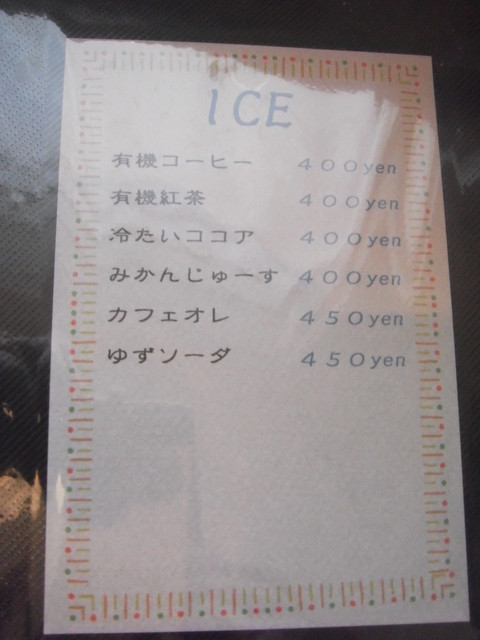 ICE
有機コーヒー 400yen
有機紅茶 400yen
冷たいココア 400yen
みかんじゅーす 400yen
カフェオレ 450yen
ゆずソーダ 450yen